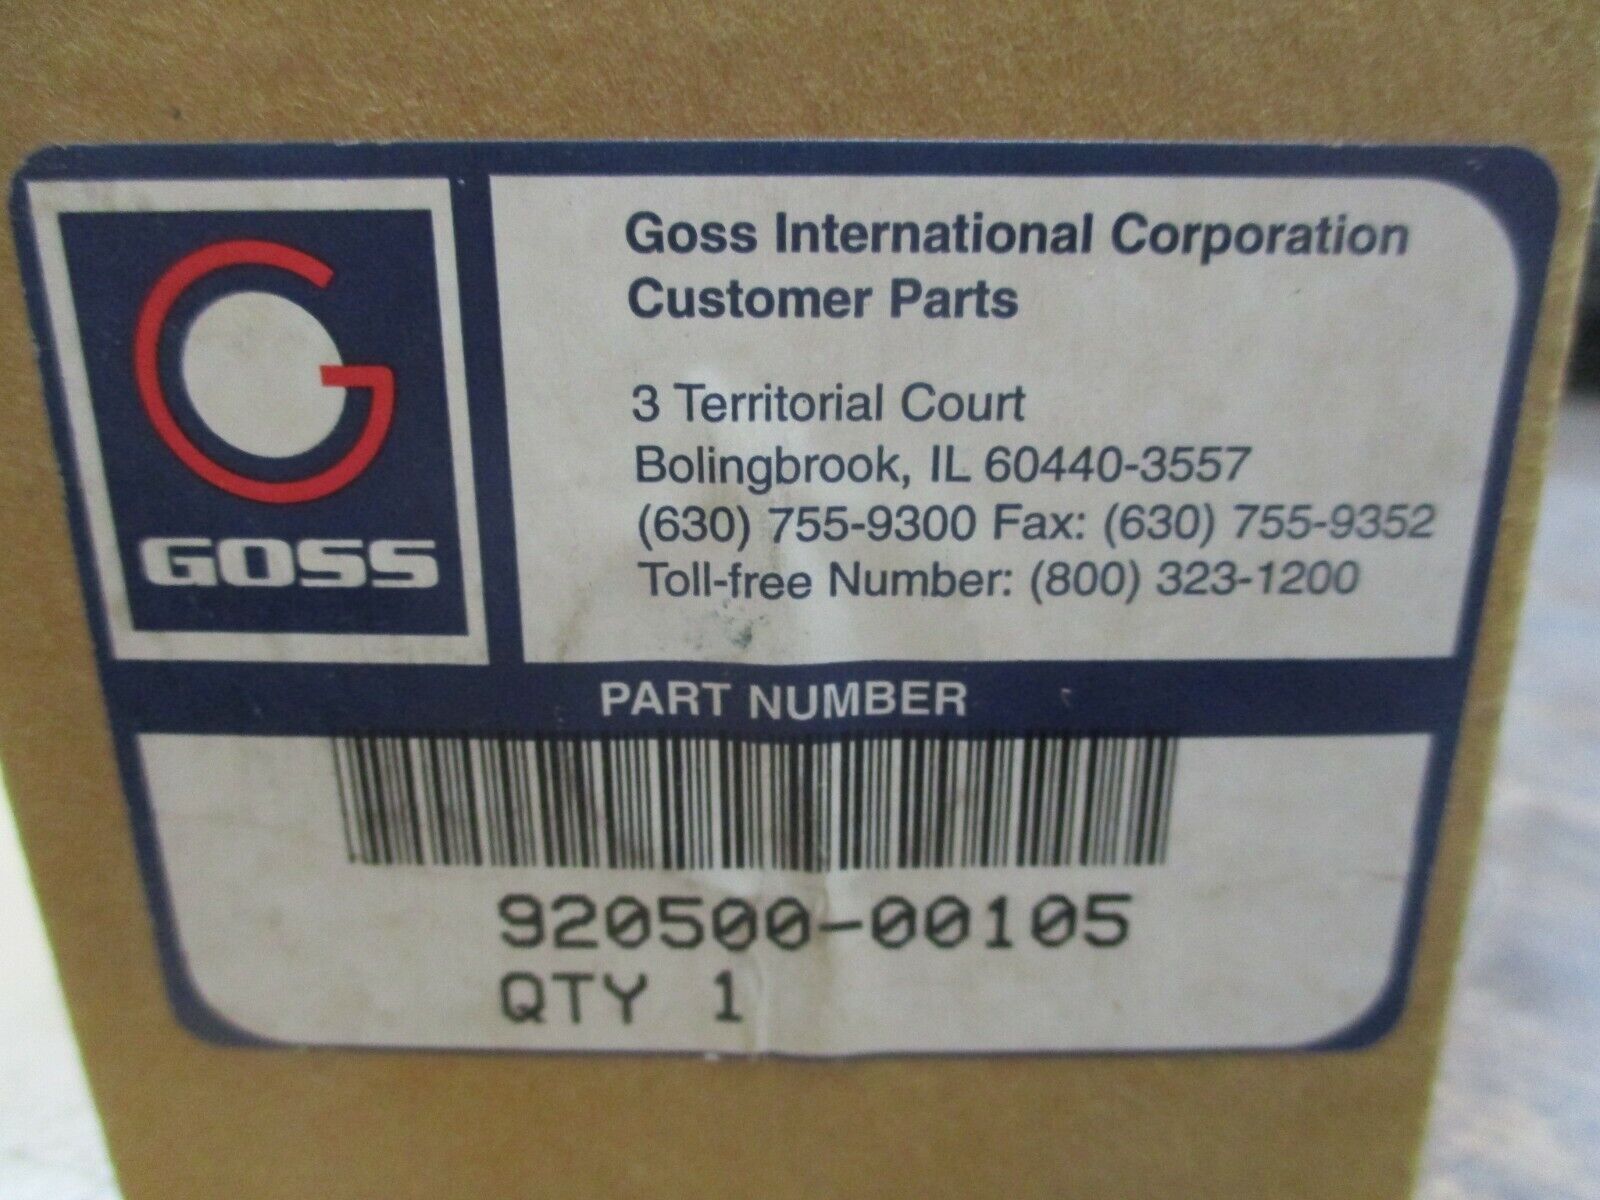 GOSS
Goss International Corporation
Customer Parts
3 Territorial Court
Bolingbrook, IL 60440-3557
(630) 755-9300 Fax: (630) 755-9352
Toll-free Number: (800) 323-1200
PART NUMBER
920500-00105
QTY 1